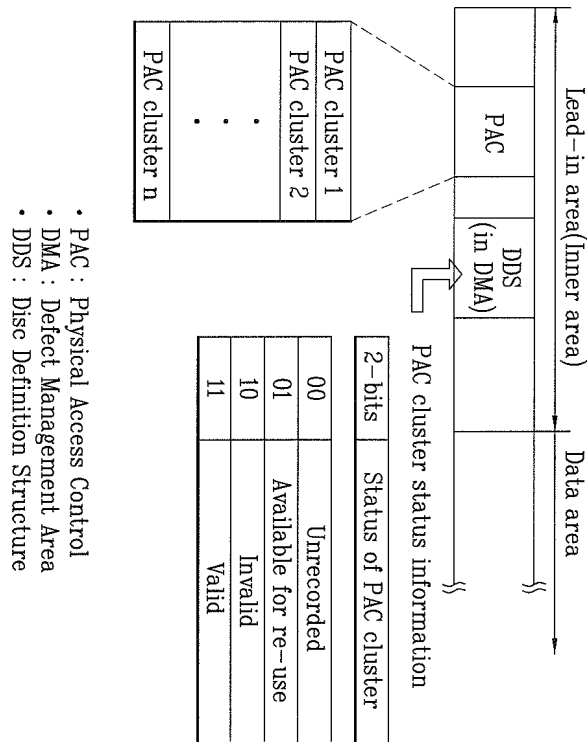 Lead-in area(Inner area)
Data area
PAC
DDS
(in DMA)
PAC cluster status information
PAC cluster 1
PAC cluster 2
PAC cluster n
2-bits Status of PAC cluster
00 Unrecorded
01 Available for re-use
10 Invalid
11 Valid
• PAC : Physical Access Control
• DMA : Defect Management Area
• DDS : Disc Definition Structure